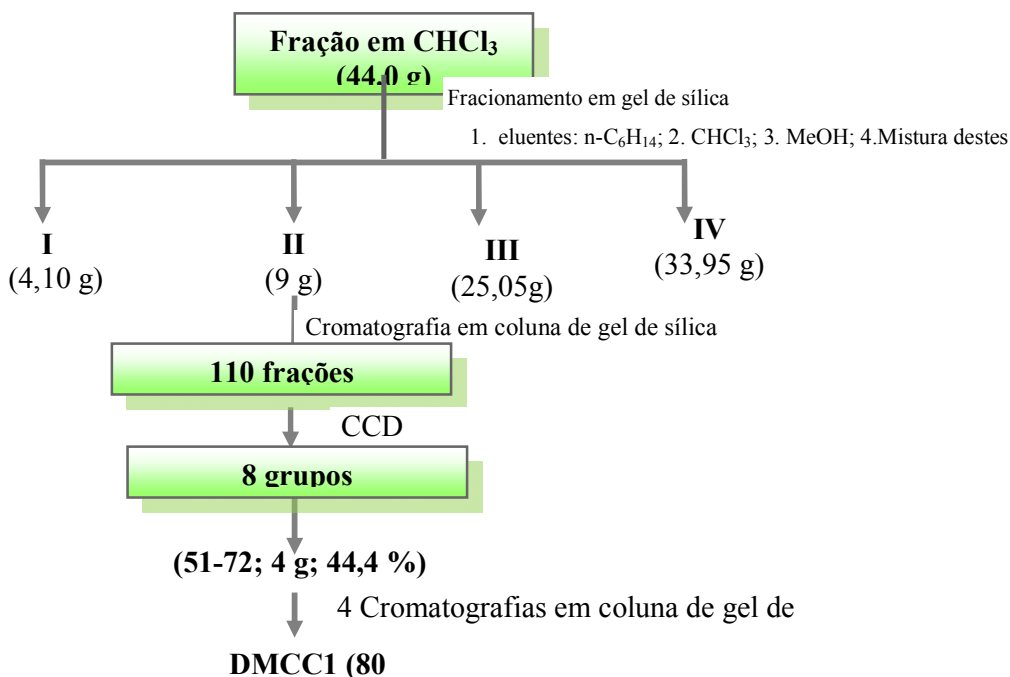 Fração em CHCl₃
(44.0 g)
Fracionamento em gel de sílica
1. eluentes: n-C₆H₁₄; 2. CHCl₃; 3. MeOH; 4.Mistura destes
I
(4,10 g)
II
(9 g)
III
(25,05g)
IV
(33,95 g)
Cromatografia em coluna de gel de sílica
110 frações
CCD
8 grupos
(51-72; 4 g; 44,4 %)
4 Cromatografias em coluna de gel de
DMCC1 (80